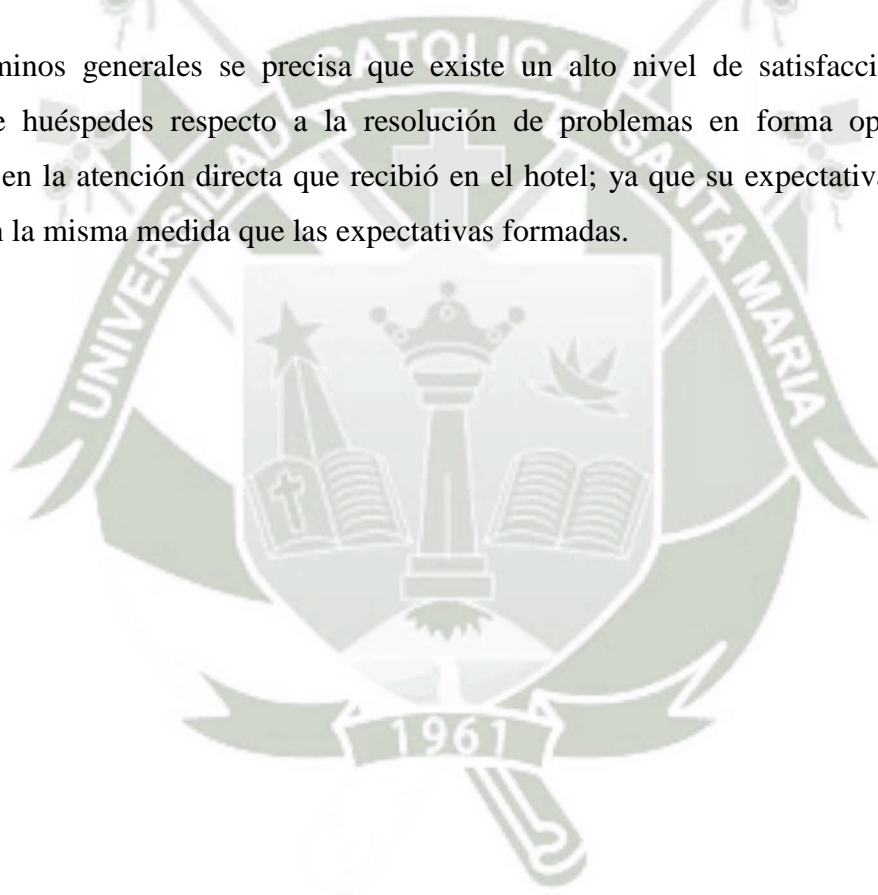 minos generales se precisa que existe un alto nivel de satisfacci
e huéspedes respecto a la resolución de problemas en forma op
en la atención directa que recibió en el hotel; ya que su expectativa
n la misma medida que las expectativas formadas.
UNIVERSIDAD CATOLICA SANTA MARIA
1961